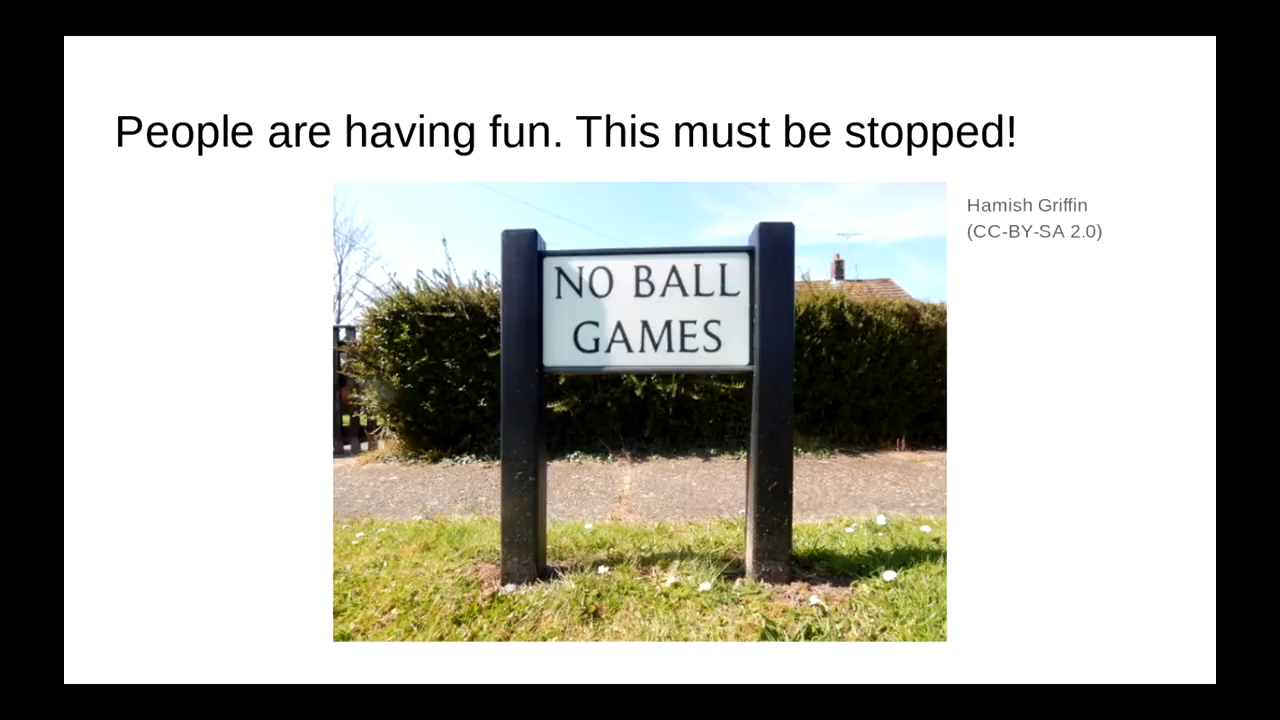 People are having fun. This must be stopped!
NO BALL
GAMES
Hamish Griffin
(CC-BY-SA 2.0)